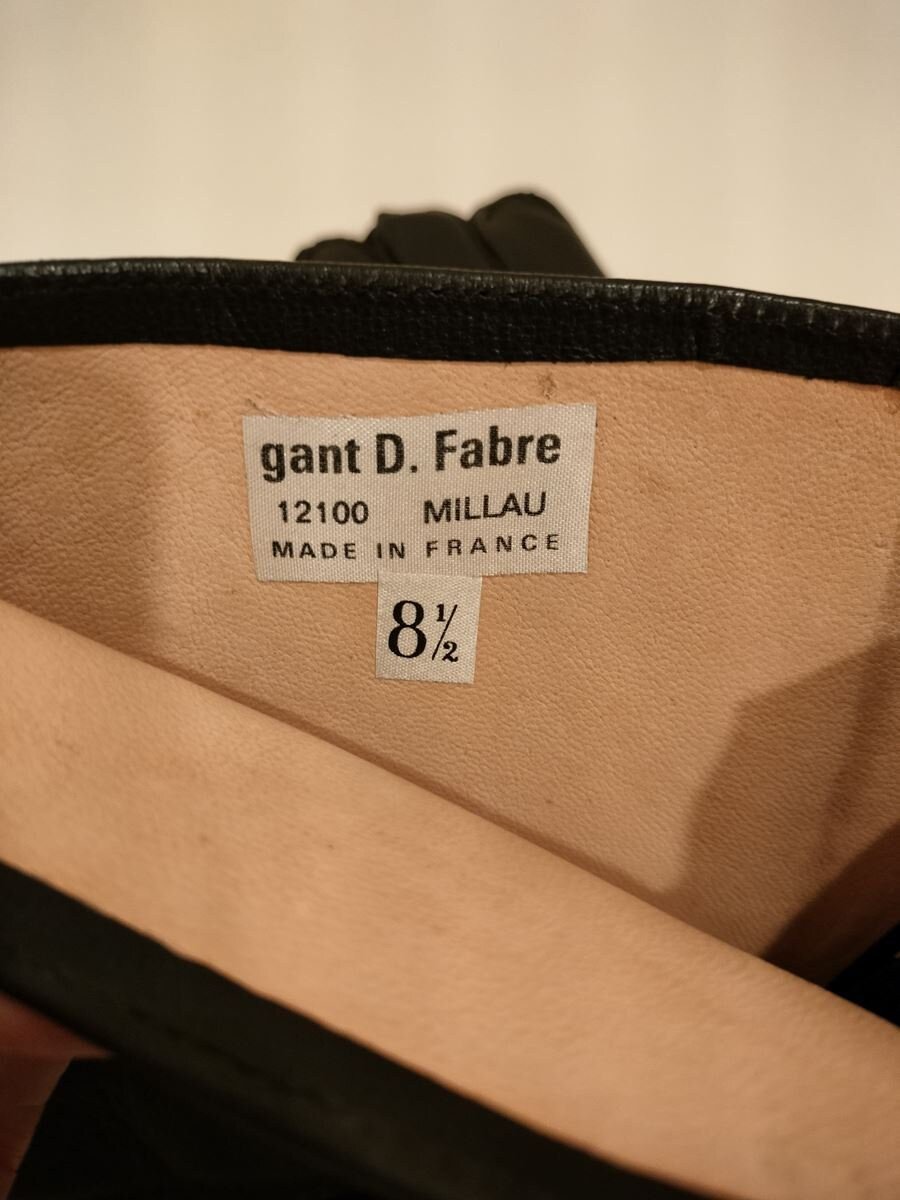 gant D. Fabre
12100 MILLAU
MADE IN FRANCE
8½